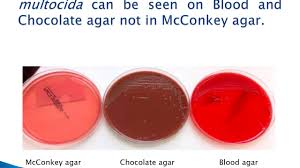 multocida can be seen on Blood and
Chocolate agar not in McConkey agar.
McConkey agar Chocolate agar Blood agar